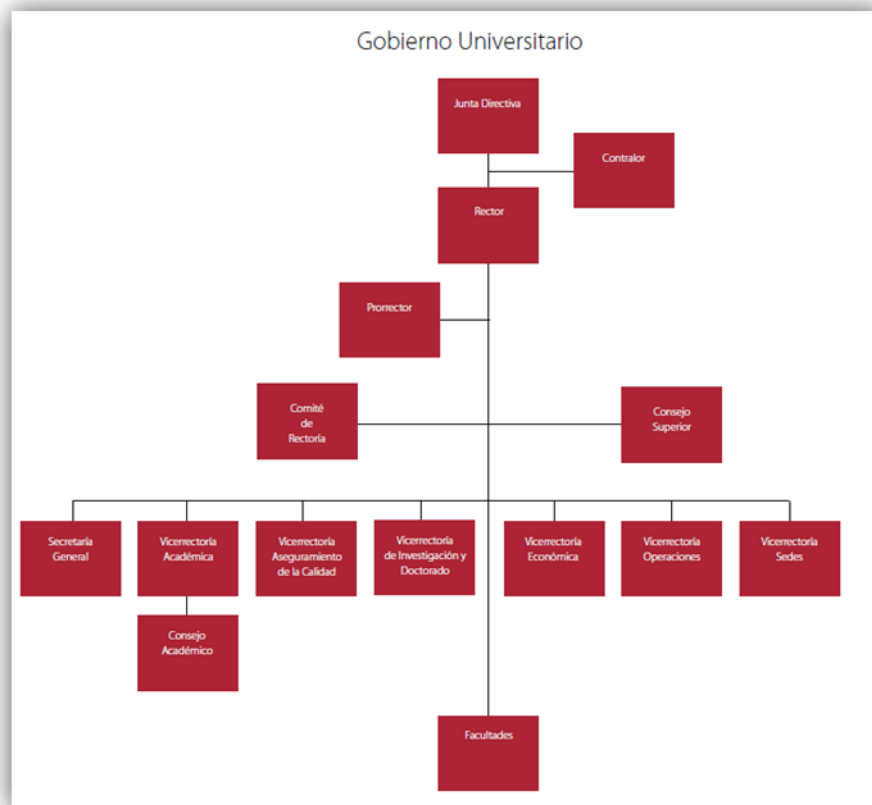 Gobierno Universitario
Junta Directiva
Contralor
Rector
Prorrector
Comité
de
Rectoría
Consejo
Superior
Secretaría
General
Vicerrectoría
Académica
Vicerrectoría
Aseguramiento
de la Calidad
Vicerrectoría
de Investigación y
Doctorado
Vicerrectoría
Económica
Vicerrectoría
Operaciones
Vicerrectoría
Sedes
Consejo
Académico
Facultades